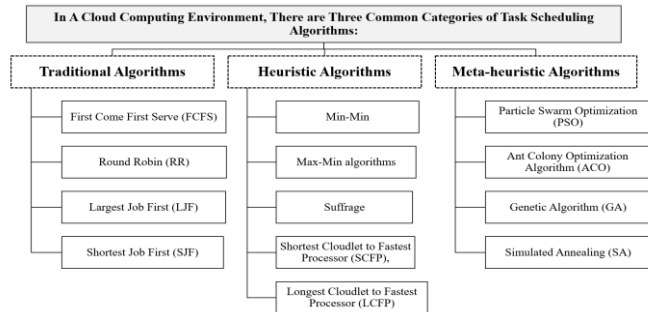 In A Cloud Computing Environment, There are Three Common Categories of Task Scheduling
Algorithms:
Traditional Algorithms
First Come First Serve (FCFS)
Round Robin (RR)
Largest Job First (LJF)
Shortest Job First (SJF)
Heuristic Algorithms
Min-Min
Max-Min algorithms
Suffrage
Shortest Cloudlet to Fastest
Processor (SCFP),
Longest Cloudlet to Fastest
Processor (LCFP)
Meta-heuristic Algorithms
Particle Swarm Optimization
(PSO)
Ant Colony Optimization
Algorithm (ACO)
Genetic Algorithm (GA)
Simulated Annealing (SA)